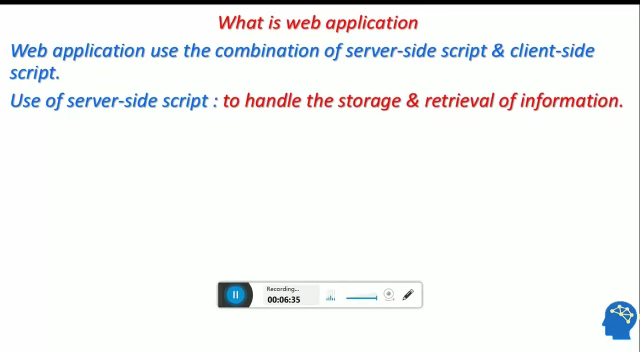 What is web application
Web application use the combination of server-side script & client-side
script.
Use of server-side script : to handle the storage & retrieval of information.
Recording...
00:06:35